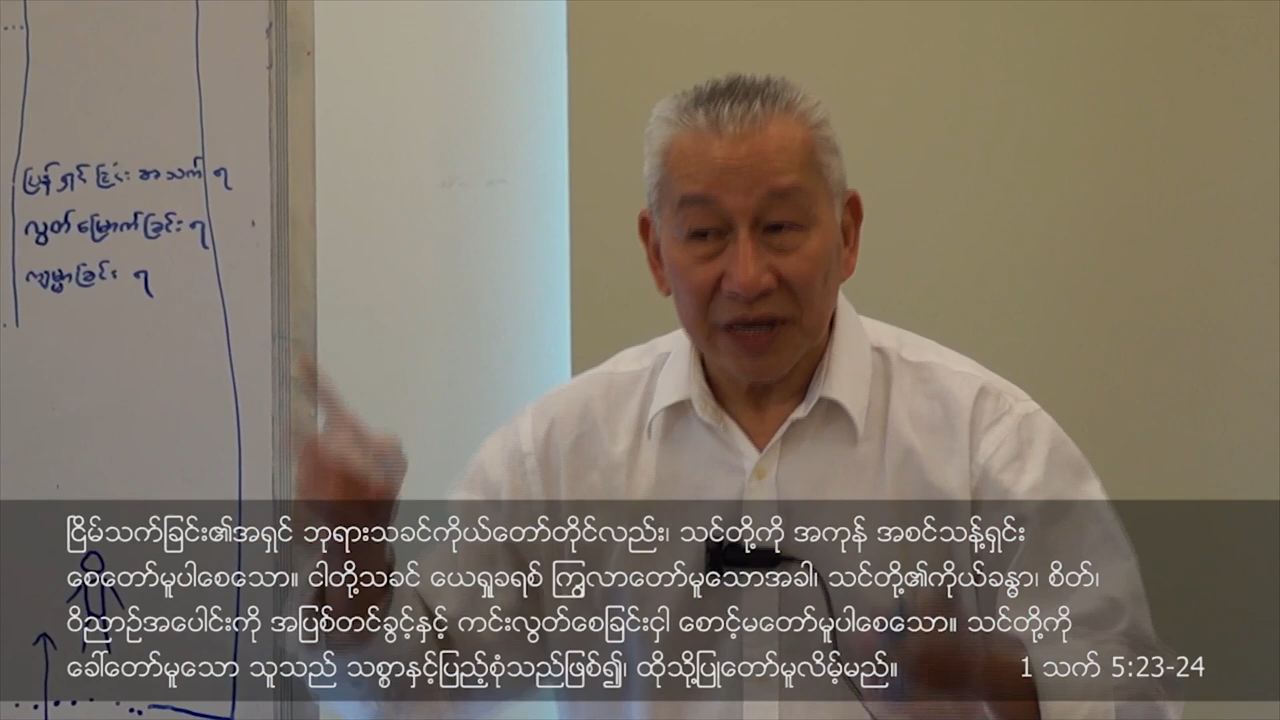 ပြန်ရှင်ခြင်း အသက် ရ
လွတ်မြောက်ခြင်း ရ
ကျမ္မာခြင်း ရ
ငြိမ်သက်ခြင်း၏အရှင် ဘုရားသခင်ကိုယ်တော်တိုင်လည်း၊ သင်တို့ကို အကုန် အစင်သန့်ရှင်း
စေတော်မူပါစေသော။ ငါတို့သခင် ယေရှုခရစ် ကြွလာတော်မူသောအခါ၊ သင်တို့၏ကိုယ်ခန္ဓာ၊ စိတ်၊
ဝိညာဉ်အပေါင်းကို အပြစ်တင်ခွင့်နှင့် ကင်းလွတ်စေခြင်းငှါ စောင့်မတော်မူပါစေသော။ သင်တို့ကို
ခေါ်တော်မူသော သူသည် သစ္စာနှင့်ပြည့်စုံသည်ဖြစ်၍၊ ထိုသို့ပြုတော်မူလိမ့်မည်။ 1 သက် 5:23-24